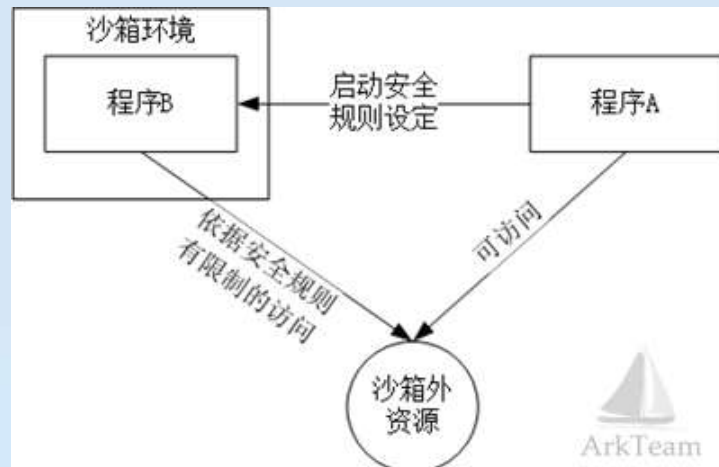 沙箱环境
程序B
启动安全
规则设定
程序A
依据安全规则
有限制的访问
可访问
沙箱外
资源
ArkTeam